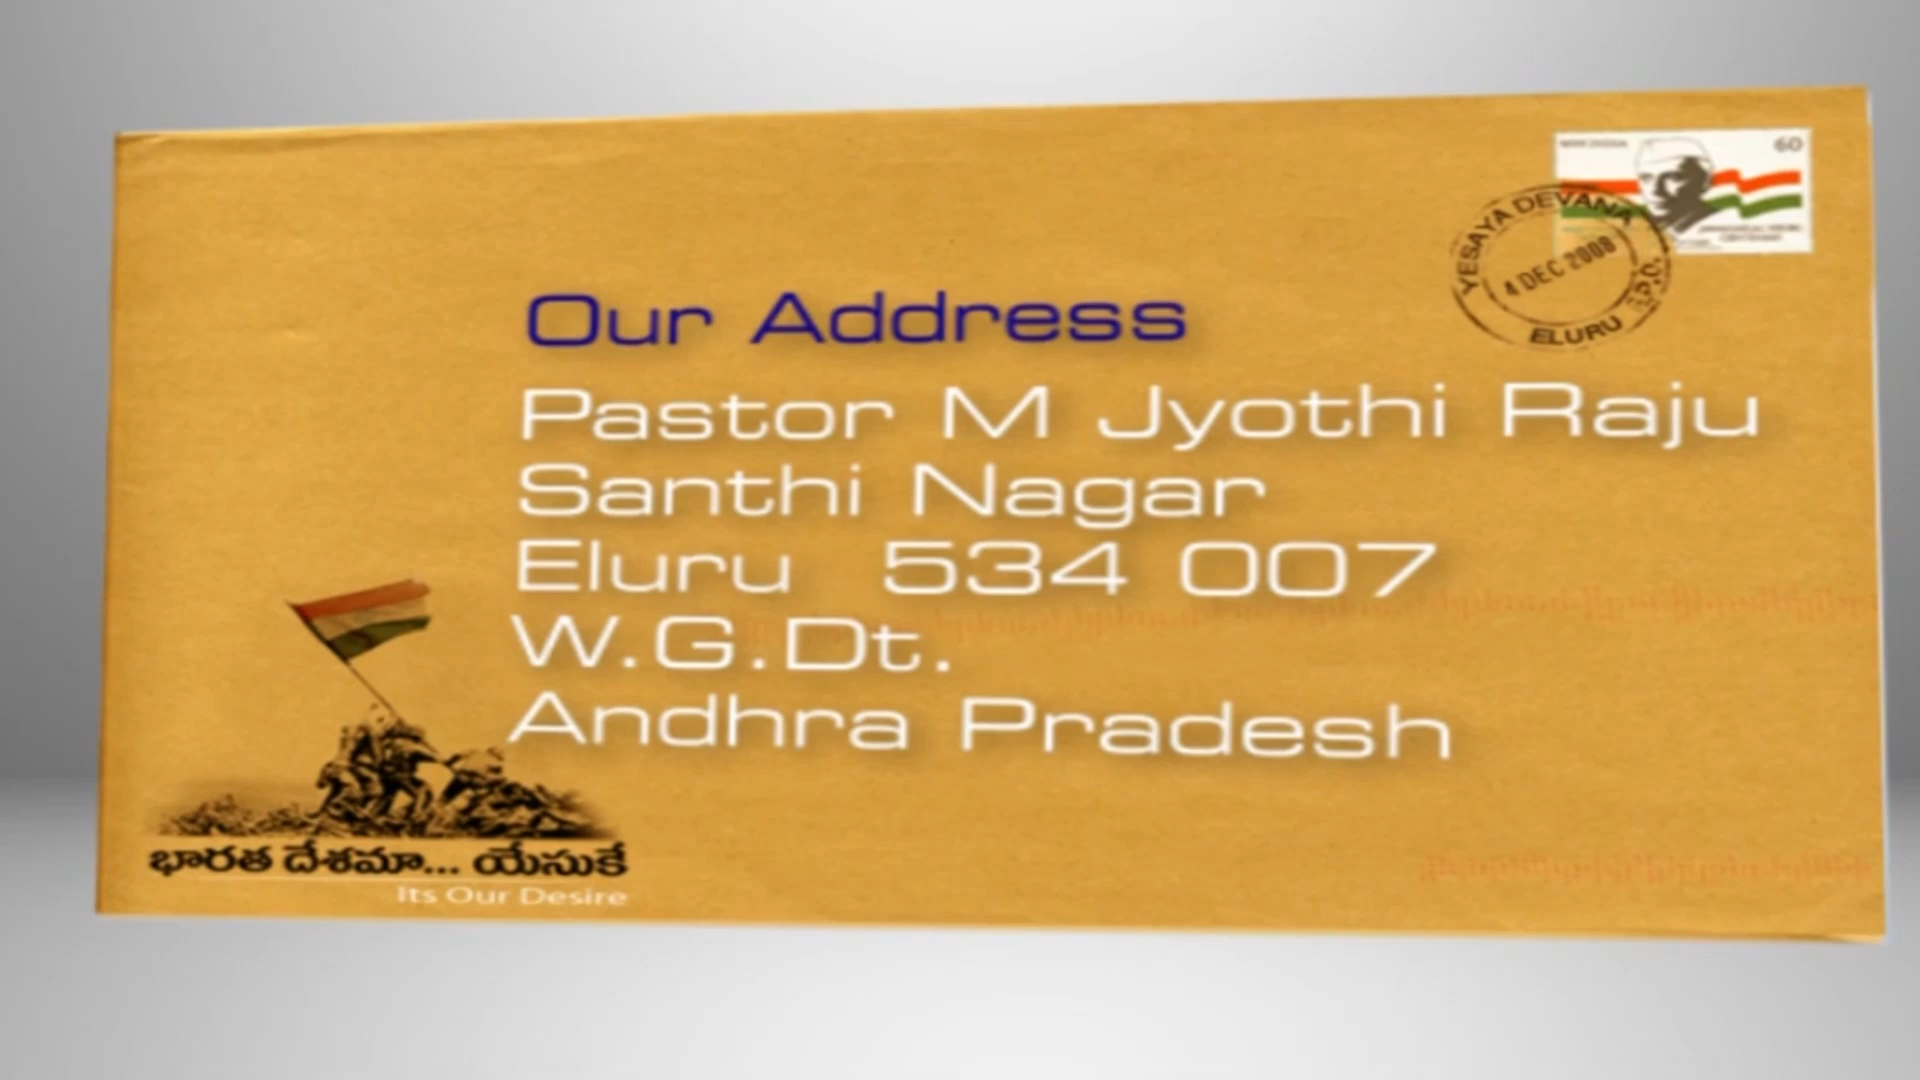 60
YESAYA DEVANA
4 DEC 2008
ELURU
Our Address
Pastor M Jyothi Raju
Santhi Nagar
Eluru 534 007
W.G.Dt.
Andhra Pradesh
భారత దేశమా... యేసుకే
Its Our Desire